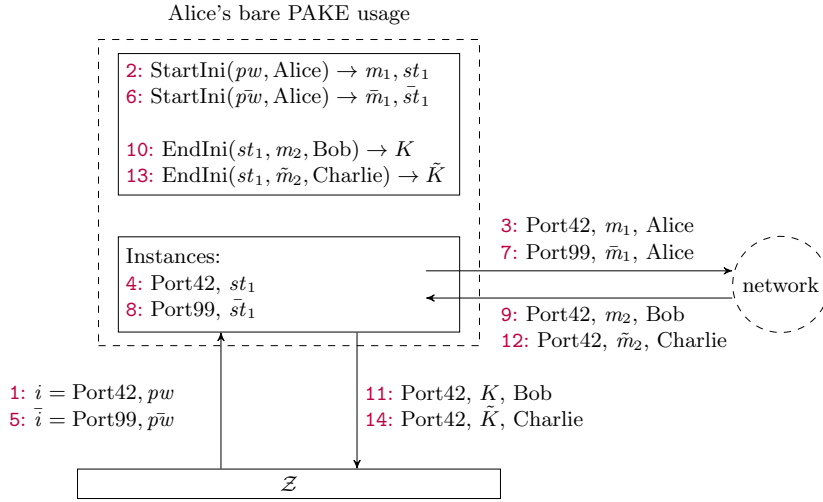 Alice's bare PAKE usage
2: StartIni(pw, Alice) → m₁, st₁
6: StartIni(p̄w̄, Alice) → m̄₁, s̄t₁
10: EndIni(st₁, m₂, Bob) → K
13: EndIni(st₁, m̃₂, Charlie) → K̃
Instances:
4: Port42, st₁
8: Port99, s̄t₁
3: Port42, m₁, Alice
7: Port99, m̄₁, Alice
network
9: Port42, m₂, Bob
12: Port42, m̃₂, Charlie
1: i = Port42, pw
5: ī = Port99, p̄w̄
11: Port42, K, Bob
14: Port42, K̃, Charlie
𝒵